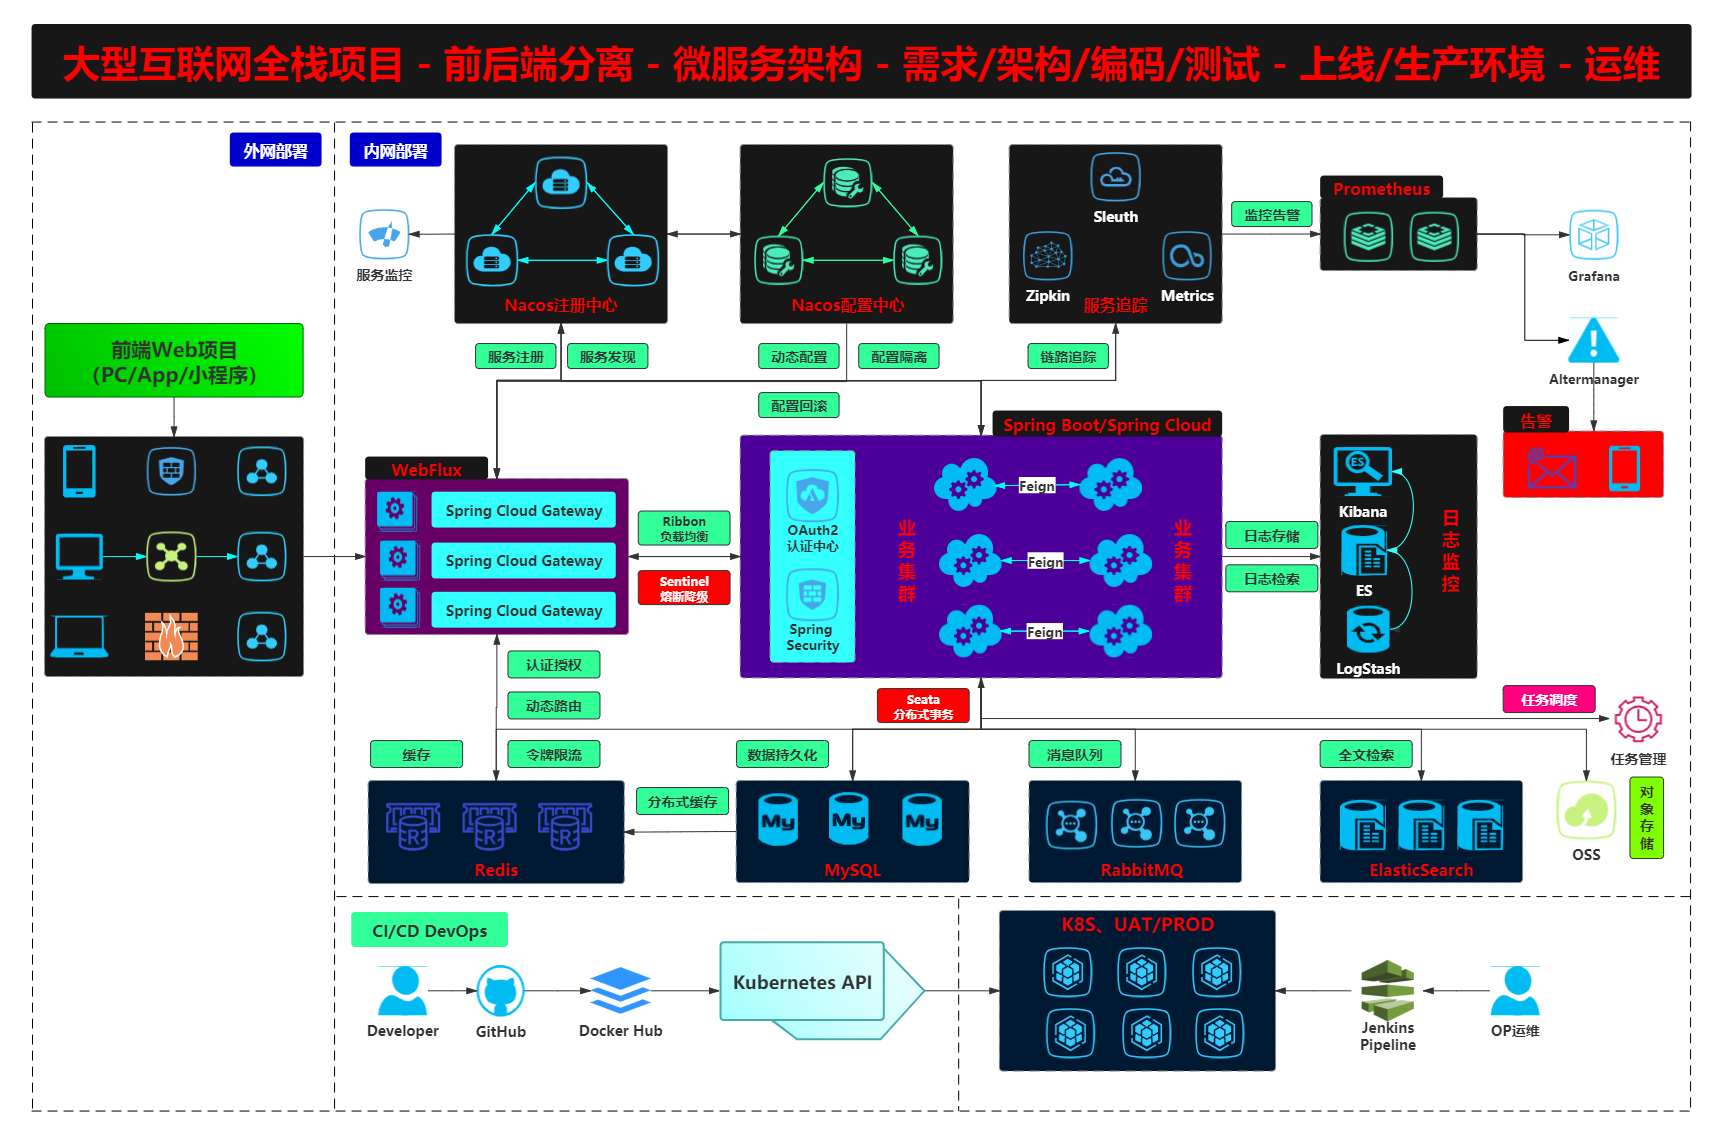 大型互联网全栈项目 - 前后端分离 - 微服务架构 - 需求/架构/编码/测试 - 上线/生产环境 - 运维
外网部署
内网部署
服务监控
Nacos注册中心
Nacos配置中心
Sleuth
Zipkin
Metrics
服务追踪
监控告警
Prometheus
Grafana
Altermanager
告警
@
前端Web项目
（PC/App/小程序）
服务注册
服务发现
动态配置
配置隔离
配置回滚
链路追踪
WebFlux
Spring Cloud Gateway
Spring Cloud Gateway
Spring Cloud Gateway
Ribbon
负载均衡
Sentinel
熔断降级
Spring Boot/Spring Cloud
OAuth2
认证中心
Spring
Security
业务集群
Feign
Feign
Feign
业务集群
日志存储
日志检索
ES
Kibana
ES
LogStash
日志监控
认证授权
动态路由
缓存
令牌限流
Seata
分布式事务
数据持久化
消息队列
全文检索
任务调度
任务管理
分布式缓存
R
R
R
Redis
My
My
My
MySQL
RabbitMQ
ElasticSearch
OSS
对象存储
CI/CD DevOps
Developer
GitHub
Docker Hub
Kubernetes API
K8S、UAT/PROD
Jenkins
Pipeline
OP运维